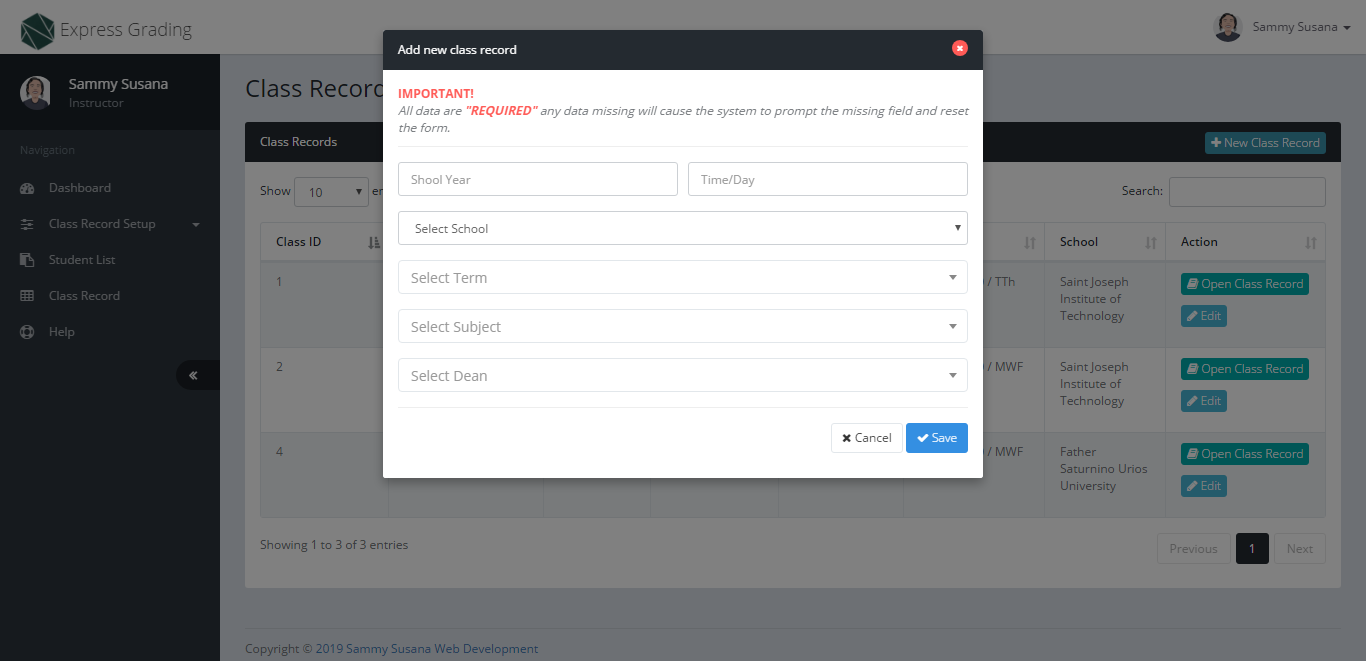 Express Grading
Sammy Susana
Sammy Susana
Instructor
Navigation
Dashboard
Class Record Setup
Student List
Class Record
Help
Class Record
Class Records
New Class Record
Show 10 en
Search:
Class ID
School
Action
1
/ TTh
Saint Joseph
Institute of
Technology
Open Class Record
Edit
2
/ MWF
Saint Joseph
Institute of
Technology
Open Class Record
Edit
4
/ MWF
Father
Saturnino Urios
University
Open Class Record
Edit
Showing 1 to 3 of 3 entries
Previous
1
Next
Copyright © 2019 Sammy Susana Web Development
Add new class record
IMPORTANT!
All data are "REQUIRED" any data missing will cause the system to prompt the missing field and reset
the form.
Shool Year
Time/Day
Select School
Select Term
Select Subject
Select Dean
Cancel
Save